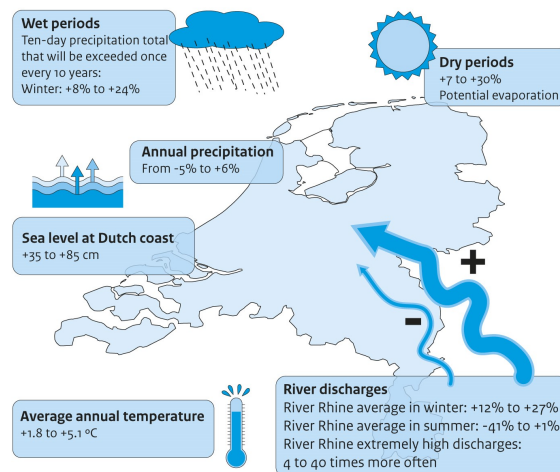 Wet periods
Ten-day precipitation total
that will be exceeded once
every 10 years:
Winter: +8% to +24%
Dry periods
+7 to +30%
Potential evaporation
Annual precipitation
From -5% to +6%
Sea level at Dutch coast
+35 to +85 cm
+
-
Average annual temperature
+1.8 to +5.1 ºC
River discharges
River Rhine average in winter: +12% to +27%
River Rhine average in summer: -41% to +1%
River Rhine extremely high discharges:
4 to 40 times more often